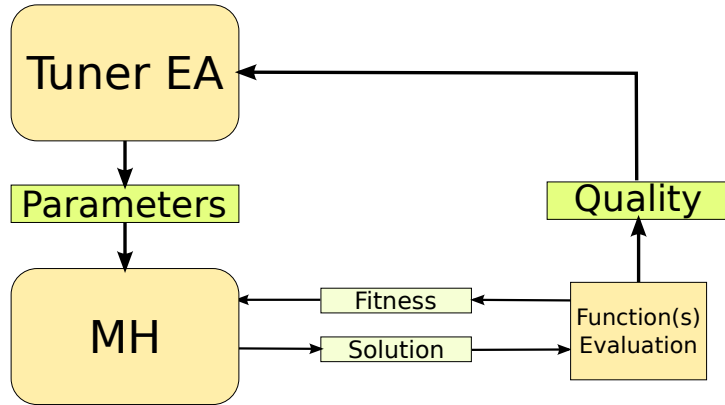 Tuner EA
Parameters
Quality
MH
Fitness
Solution
Function(s)
Evaluation